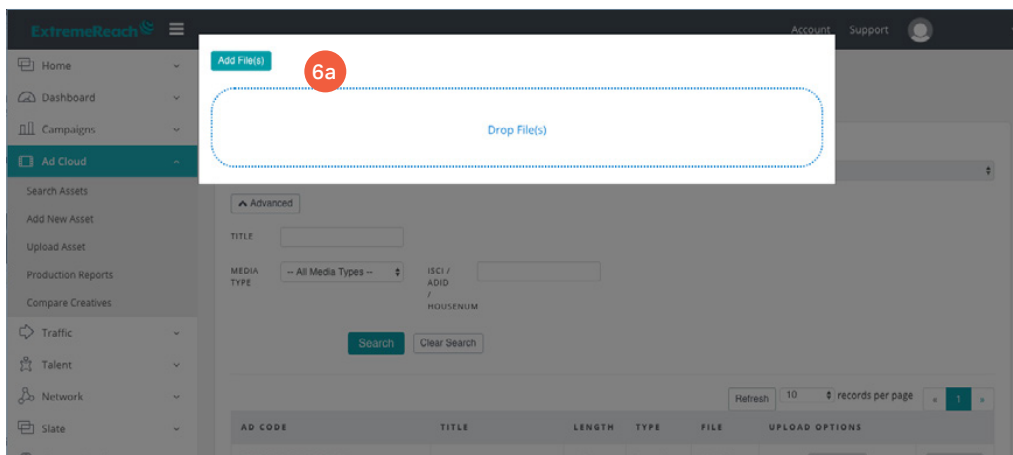 ExtremeReach
Account Support
Home
Dashboard
Campaigns
Ad Cloud
Search Assets
Add New Asset
Upload Asset
Production Reports
Compare Creatives
Traffic
Talent
Network
Slate
Add File(s)
6a
Drop File(s)
Advanced
TITLE
MEDIA TYPE
-- All Media Types --
ISCI /
ADID
/
HOUSENUM
Search Clear Search
Refresh 10 records per page « 1 »
AD CODE TITLE LENGTH TYPE FILE UPLOAD OPTIONS